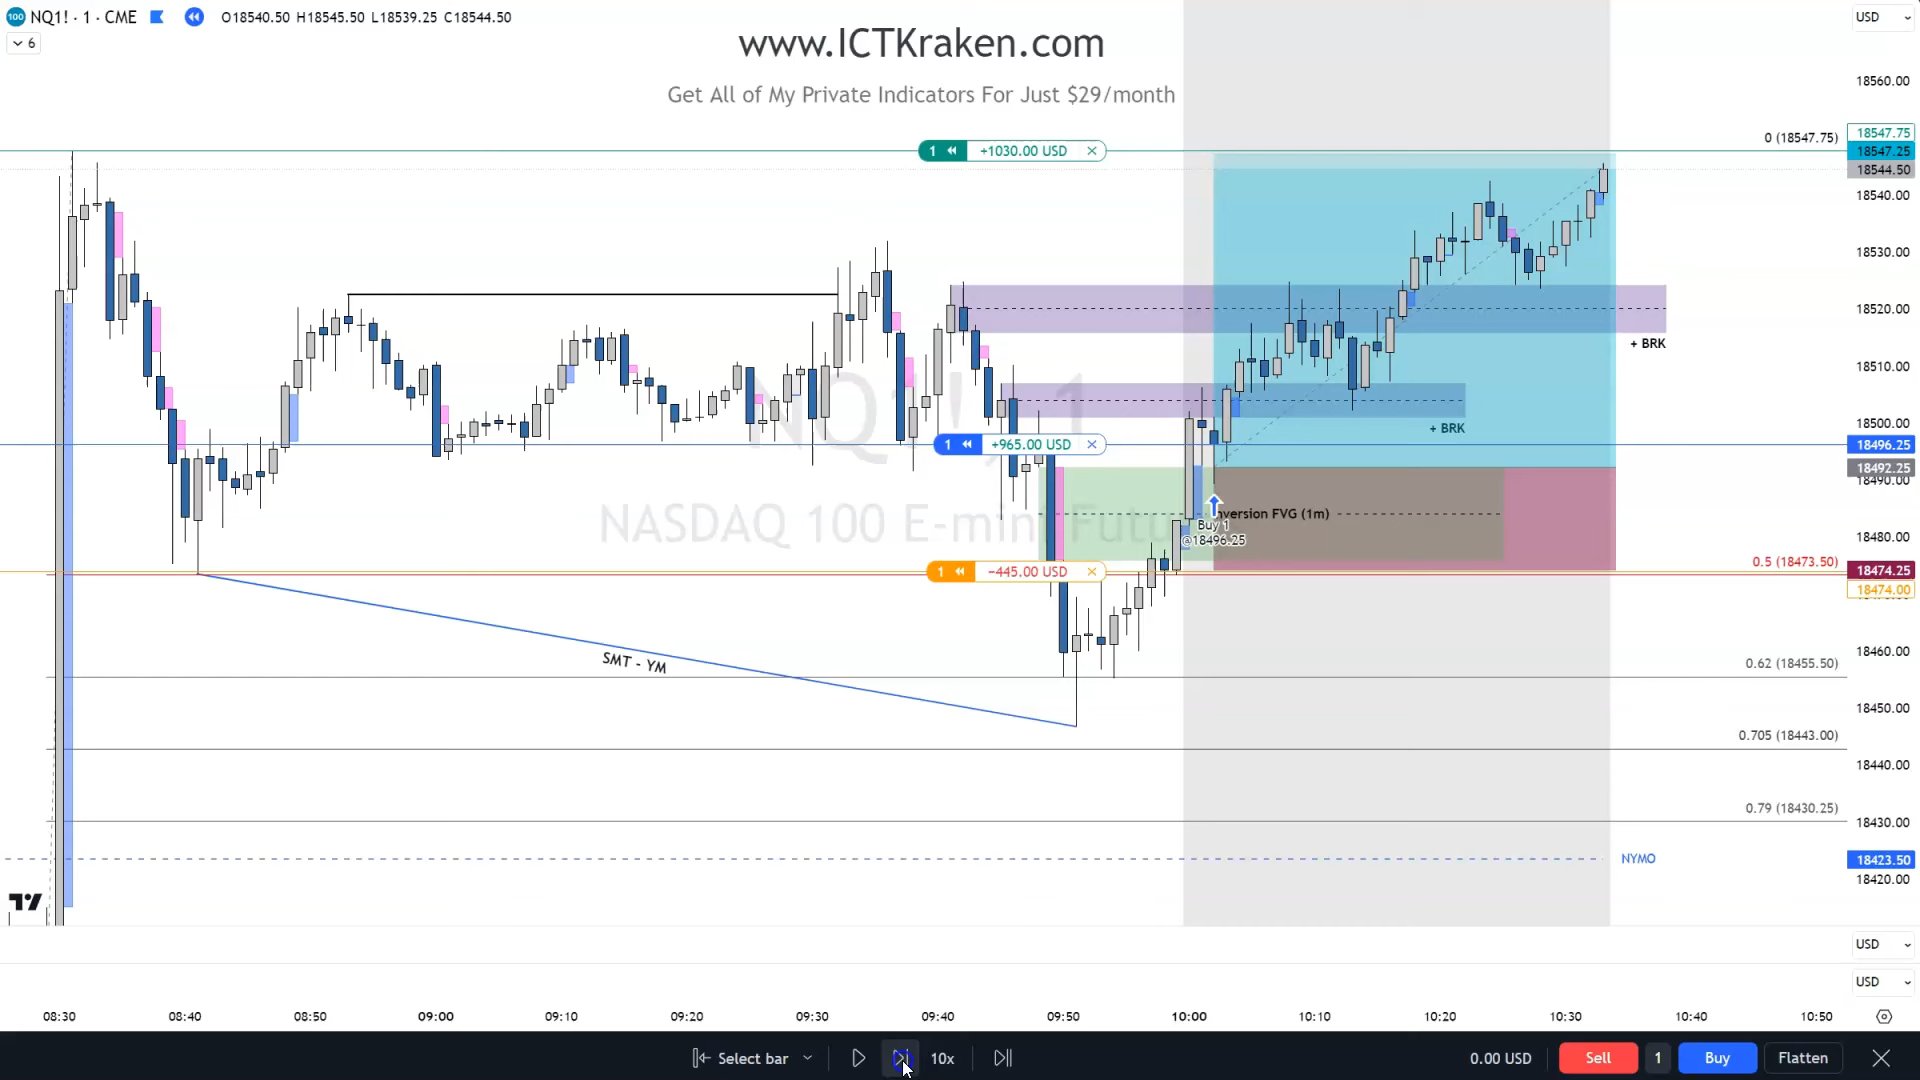 100 NQ1! · 1 · CME O18540.50 H18545.50 L18539.25 C18544.50
6
www.ICTKraken.com
Get All of My Private Indicators For Just $29/month
USD
18560.00
0 (18547.75)
18547.75
18547.25
18544.50
1 +1030.00 USD
18540.00
18530.00
18520.00
+ BRK
18510.00
NQ1!, 1
18500.00
+ BRK
1 +965.00 USD
18496.25
18492.25
18490.00
NASDAQ 100 E-mini Futu
nversion FVG (1m)
Buy 1
@18496.25
18480.00
0.5 (18473.50)
1 −445.00 USD
18474.25
18474.00
SMT - YM
18460.00
0.62 (18455.50)
18450.00
0.705 (18443.00)
18440.00
0.79 (18430.25)
18430.00
NYMO
18423.50
18420.00
USD
USD
08:30 08:40 08:50 09:00 09:10 09:20 09:30 09:40 09:50 10:00 10:10 10:20 10:30 10:40 10:50
Select bar 10x 0.00 USD Sell 1 Buy Flatten